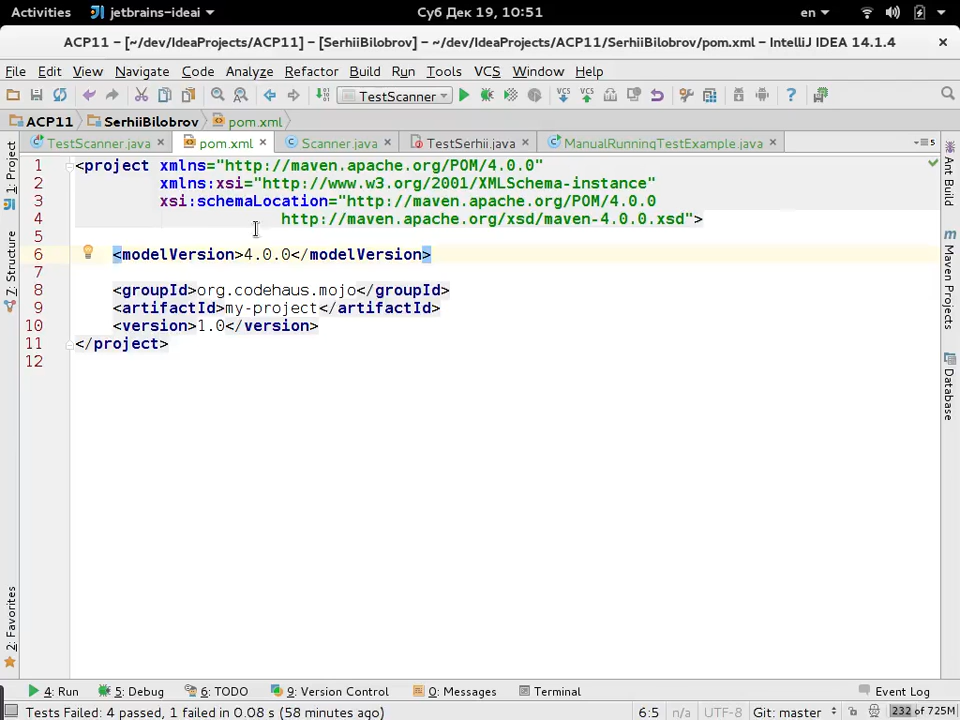 Activities jetbrains-ideai Суб Дек 19, 10:51 en
ACP11 – [~/dev/IdeaProjects/ACP11] – [SerhiiBilobrov] – ~/dev/IdeaProjects/ACP11/SerhiiBilobrov/pom.xml – IntelliJ IDEA 14.1.4
File Edit View Navigate Code Analyze Refactor Build Run Tools VCS Window Help
TestScanner VCS VCS
ACP11 SerhiiBilobrov pom.xml
TestScanner.java pom.xml Scanner.java TestSerhii.java ManualRunningTestExample.java 5
1 <project xmlns="http://maven.apache.org/POM/4.0.0"
2 xmlns:xsi="http://www.w3.org/2001/XMLSchema-instance"
3 xsi:schemaLocation="http://maven.apache.org/POM/4.0.0
4 http://maven.apache.org/xsd/maven-4.0.0.xsd">
5
6 <modelVersion>4.0.0</modelVersion>
7
8 <groupId>org.codehaus.mojo</groupId>
9 <artifactId>my-project</artifactId>
10 <version>1.0</version>
11 </project>
12
1: Project
7: Structure
2: Favorites
Ant Build
Maven Projects
Database
4: Run 5: Debug 6: TODO 9: Version Control 0: Messages Terminal Event Log
Tests Failed: 4 passed, 1 failed in 0.08 s (58 minutes ago) 6:5 n/a UTF-8 Git: master 232 of 725M